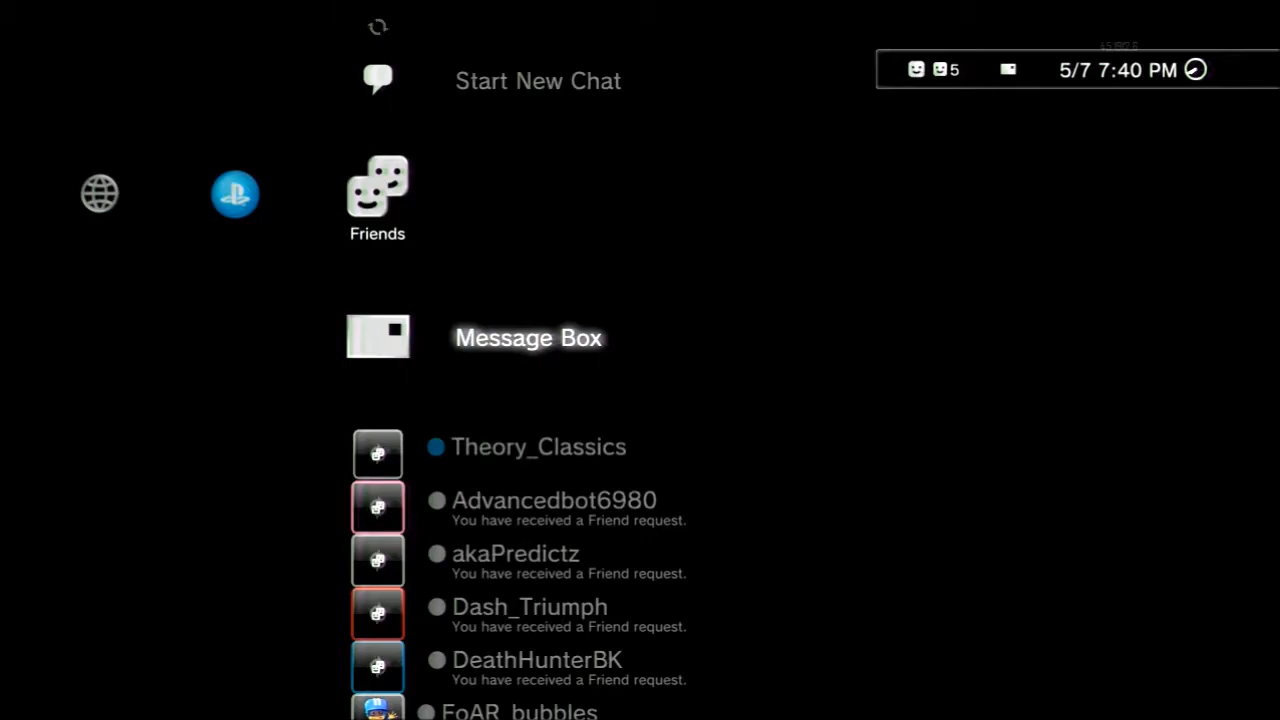 Start New Chat
5
5/7 7:40 PM
Friends
Message Box
Theory_Classics
Advancedbot6980
You have received a Friend request.
akaPredictz
You have received a Friend request.
Dash_Triumph
You have received a Friend request.
DeathHunterBK
You have received a Friend request.
FoAR_bubbles